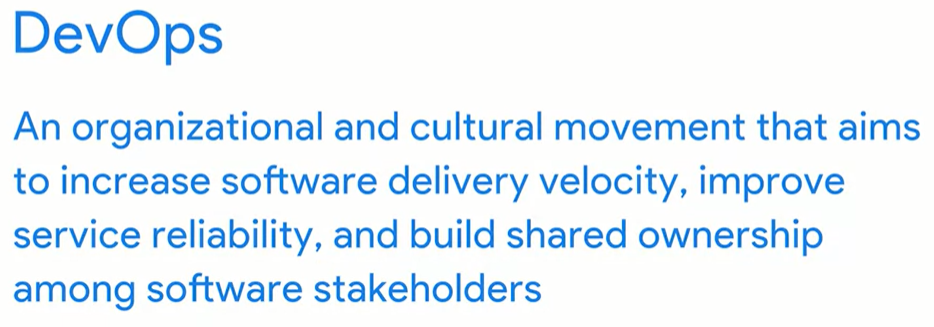 DevOps
An organizational and cultural movement that aims
to increase software delivery velocity, improve
service reliability, and build shared ownership
among software stakeholders